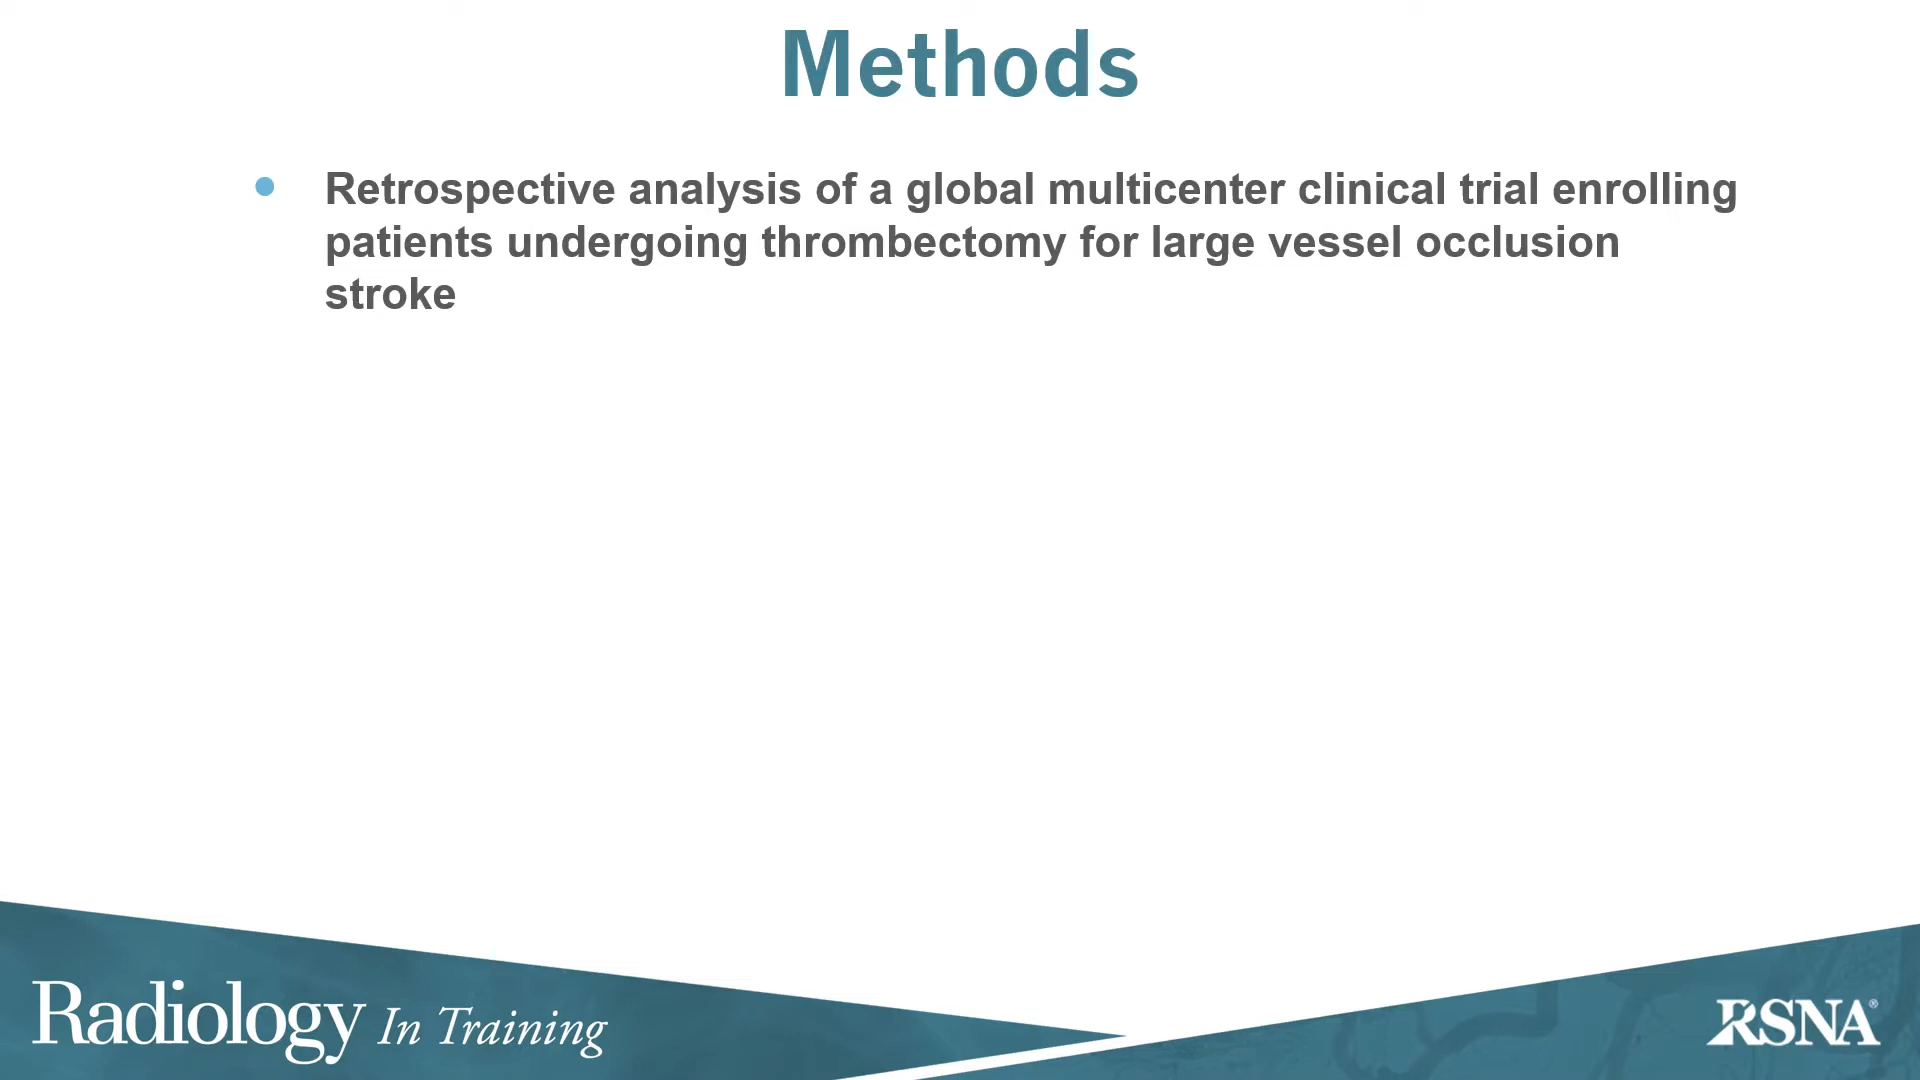 Methods
• Retrospective analysis of a global multicenter clinical trial enrolling
patients undergoing thrombectomy for large vessel occlusion
stroke
Radiology In Training
RSNA®